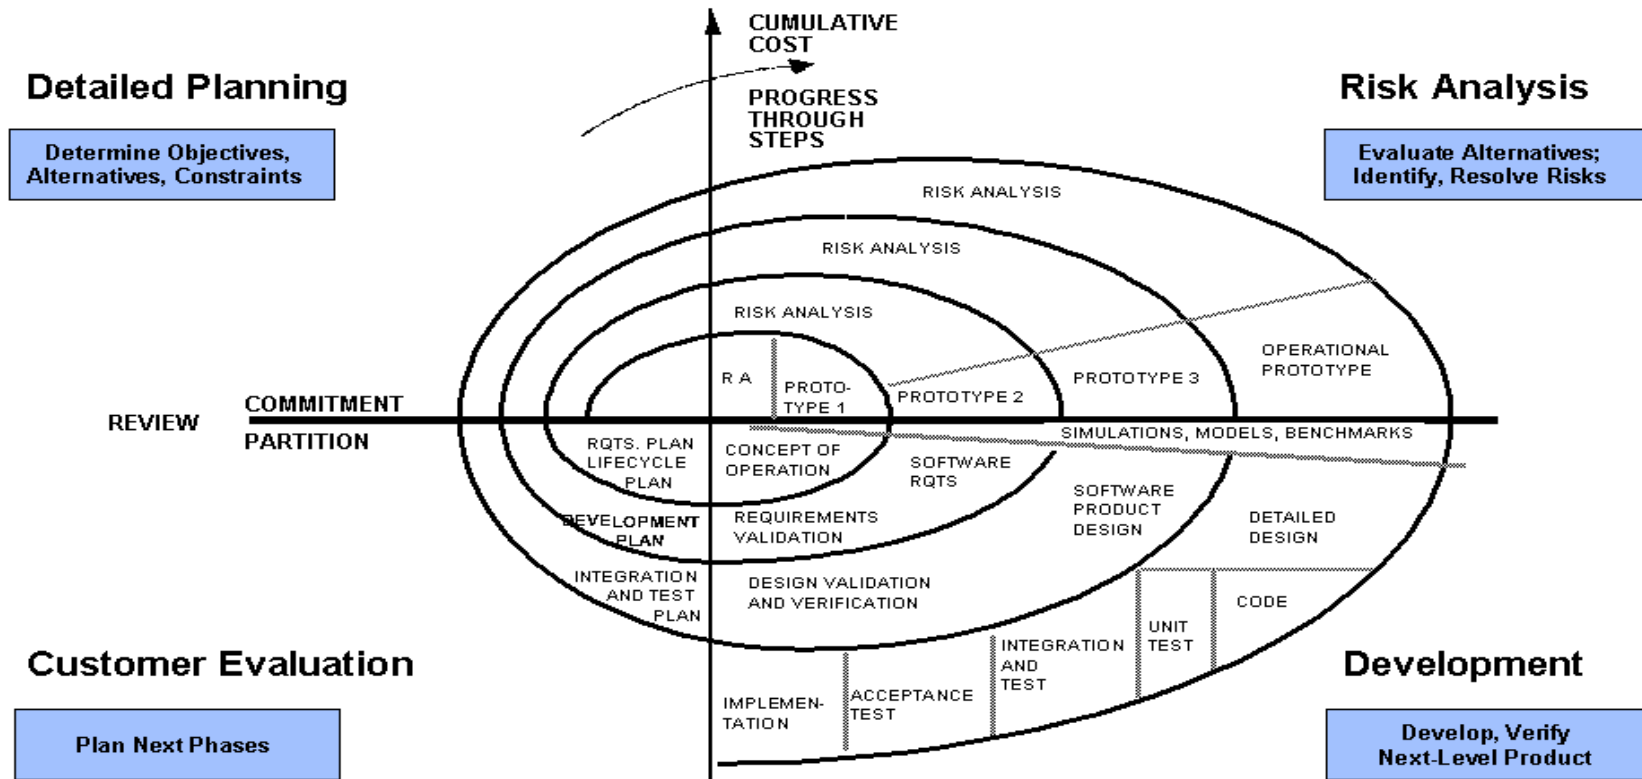 CUMULATIVE
COST
PROGRESS
THROUGH
STEPS
Detailed Planning
Determine Objectives,
Alternatives, Constraints
Risk Analysis
Evaluate Alternatives;
Identify, Resolve Risks
RISK ANALYSIS
RISK ANALYSIS
RISK ANALYSIS
R A
PROTO-
TYPE 1
PROTOTYPE 2
PROTOTYPE 3
OPERATIONAL
PROTOTYPE
REVIEW
COMMITMENT
PARTITION
SIMULATIONS, MODELS, BENCHMARKS
RQTS. PLAN
LIFECYCLE
PLAN
CONCEPT OF
OPERATION
SOFTWARE
RQTS
SOFTWARE
PRODUCT
DESIGN
DETAILED
DESIGN
DEVELOPMENT
PLAN
REQUIREMENTS
VALIDATION
INTEGRATION
AND TEST
PLAN
DESIGN VALIDATION
AND VERIFICATION
CODE
UNIT
TEST
INTEGRATION
AND
TEST
ACCEPTANCE
TEST
IMPLEMEN-
TATION
Customer Evaluation
Plan Next Phases
Development
Develop, Verify
Next-Level Product